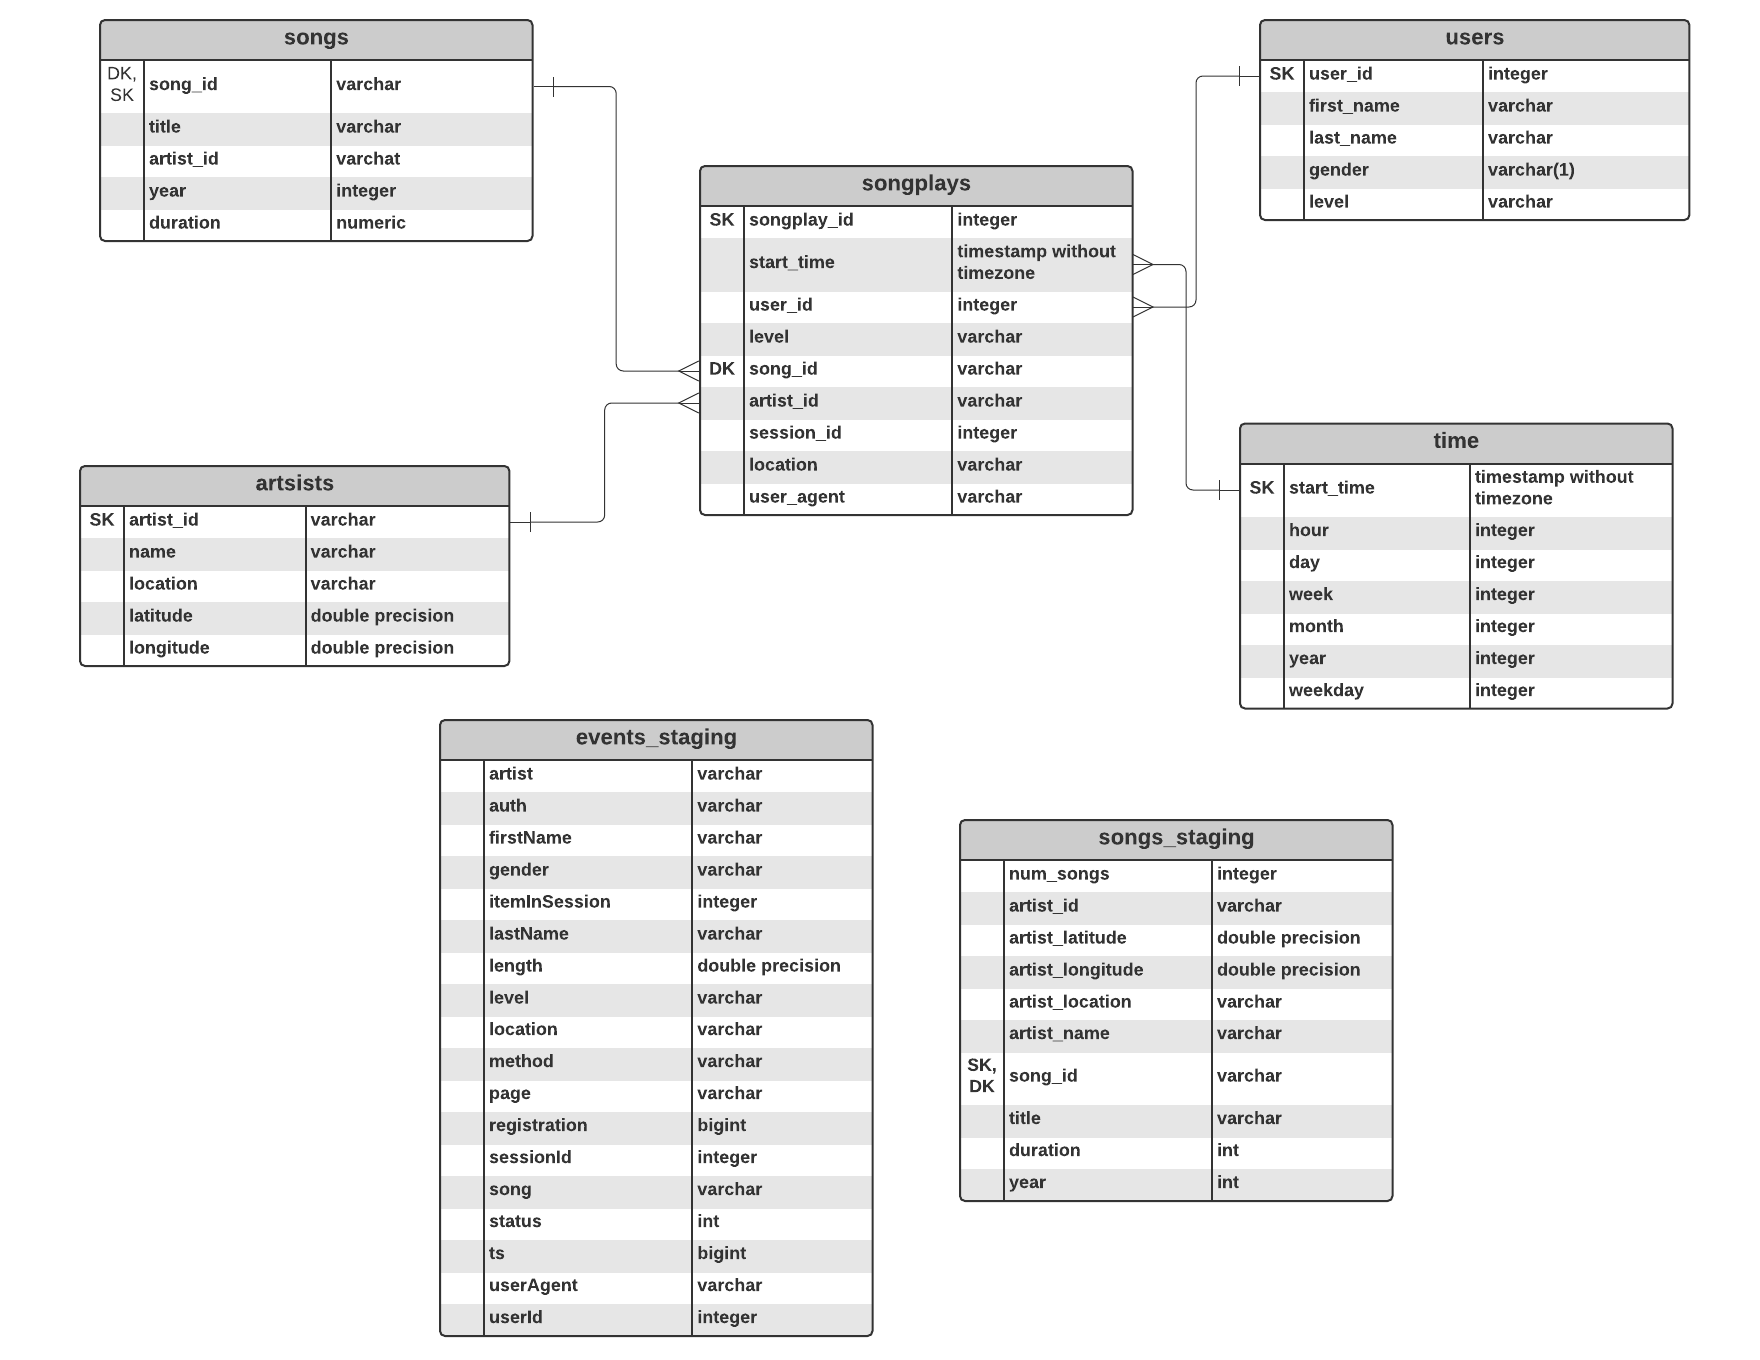 songs
DK,
SK song_id varchar
title varchar
artist_id varchat
year integer
duration numeric
users
SK user_id integer
first_name varchar
last_name varchar
gender varchar(1)
level varchar
songplays
SK songplay_id integer
start_time timestamp without
timezone
user_id integer
level varchar
DK song_id varchar
artist_id varchar
session_id integer
location varchar
user_agent varchar
artsists
SK artist_id varchar
name varchar
location varchar
latitude double precision
longitude double precision
time
SK start_time timestamp without
timezone
hour integer
day integer
week integer
month integer
year integer
weekday integer
events_staging
artist varchar
auth varchar
firstName varchar
gender varchar
itemInSession integer
lastName varchar
length double precision
level varchar
location varchar
method varchar
page varchar
registration bigint
sessionId integer
song varchar
status int
ts bigint
userAgent varchar
userId integer
songs_staging
num_songs integer
artist_id varchar
artist_latitude double precision
artist_longitude double precision
artist_location varchar
artist_name varchar
SK,
DK song_id varchar
title varchar
duration int
year int